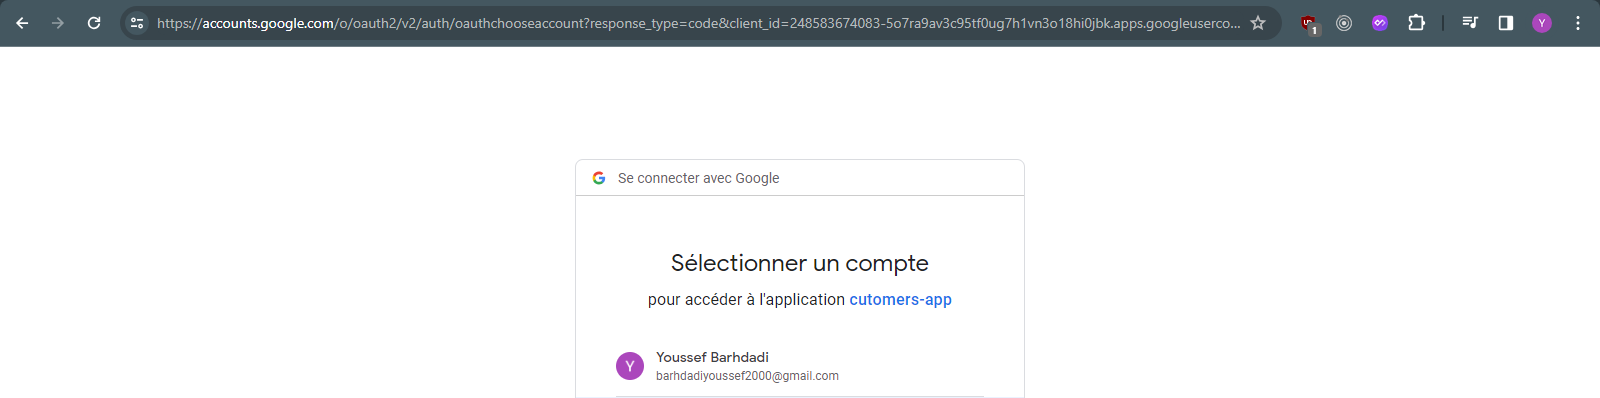 https://accounts.google.com/o/oauth2/v2/auth/oauthchooseaccount?response_type=code&client_id=248583674083-5o7ra9av3c95tf0ug7h1vn3o18hi0jbk.apps.googleuserco...
1
Y
Se connecter avec Google
Sélectionner un compte
pour accéder à l'application cutomers-app
Y
Youssef Barhdadi
barhdadiyoussef2000@gmail.com